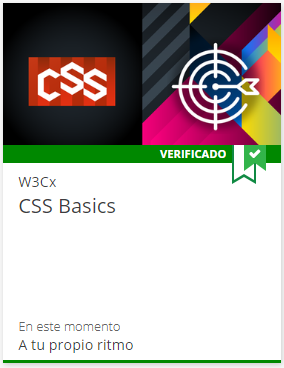 CSS
VERIFICADO
W3Cx
CSS Basics
En este momento
A tu propio ritmo